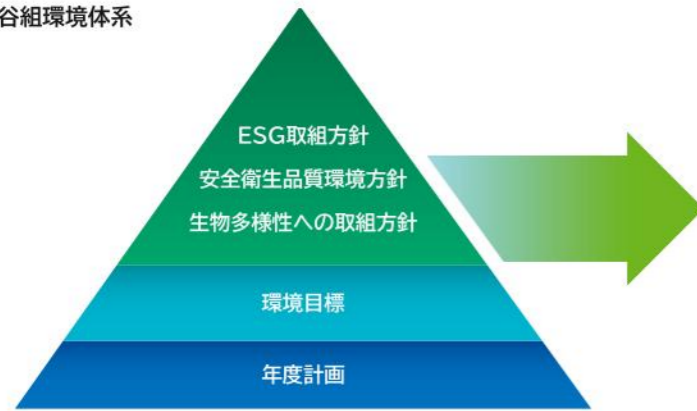 谷組環境体系
ESG取組方針
安全衛生品質環境方針
生物多様性への取組方針
環境目標
年度計画